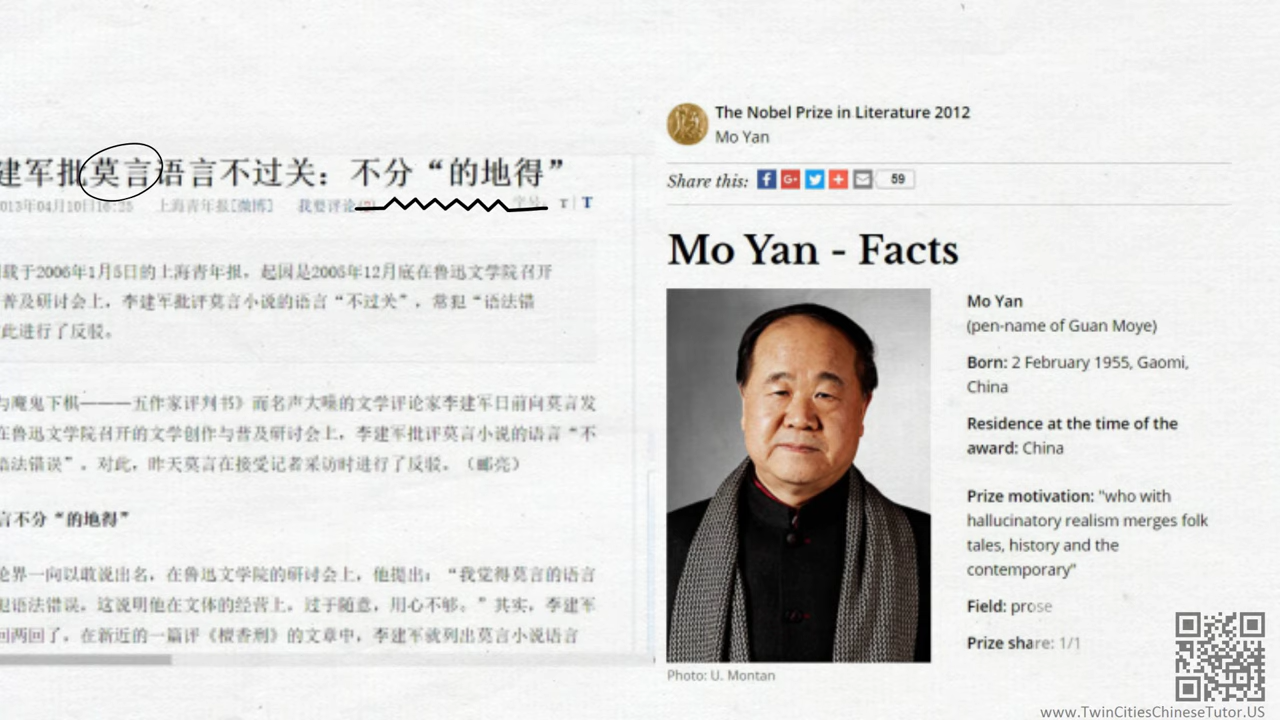 建军批莫言语言不过关：不分“的地得”
013年04月10日16:25 上海青年报[微博] 我要评论
T | T
载于2006年1月5日的上海青年报，起因是2005年12月底在鲁迅文学院召开
普及研讨会上，李建军批评莫言小说的语言“不过关”，常犯“语法错
此进行了反驳。
与魔鬼下棋————五作家评判书》而名声大噪的文学评论家李建军日前向莫言发
在鲁迅文学院召开的文学创作与普及研讨会上，李建军批评莫言小说的语言“不
语法错误”。对此，昨天莫言在接受记者采访时进行了反驳。（郦亮）
言不分“的地得”
论界一向以敢说出名，在鲁迅文学院的研讨会上，他提出：“我觉得莫言的语言
犯语法错误，这说明他在文体的经营上，过于随意，用心不够。”其实，李建军
回两回了，在新近的一篇评《檀香刑》的文章中，李建军就列出莫言小说语言
The Nobel Prize in Literature 2012
Mo Yan
Share this: 59
Mo Yan - Facts
Mo Yan
(pen-name of Guan Moye)
Born: 2 February 1955, Gaomi,
China
Residence at the time of the
award: China
Prize motivation: "who with
hallucinatory realism merges folk
tales, history and the
contemporary"
Field: prose
Prize share: 1/1
Photo: U. Montan
www.TwinCitiesChineseTutor.US